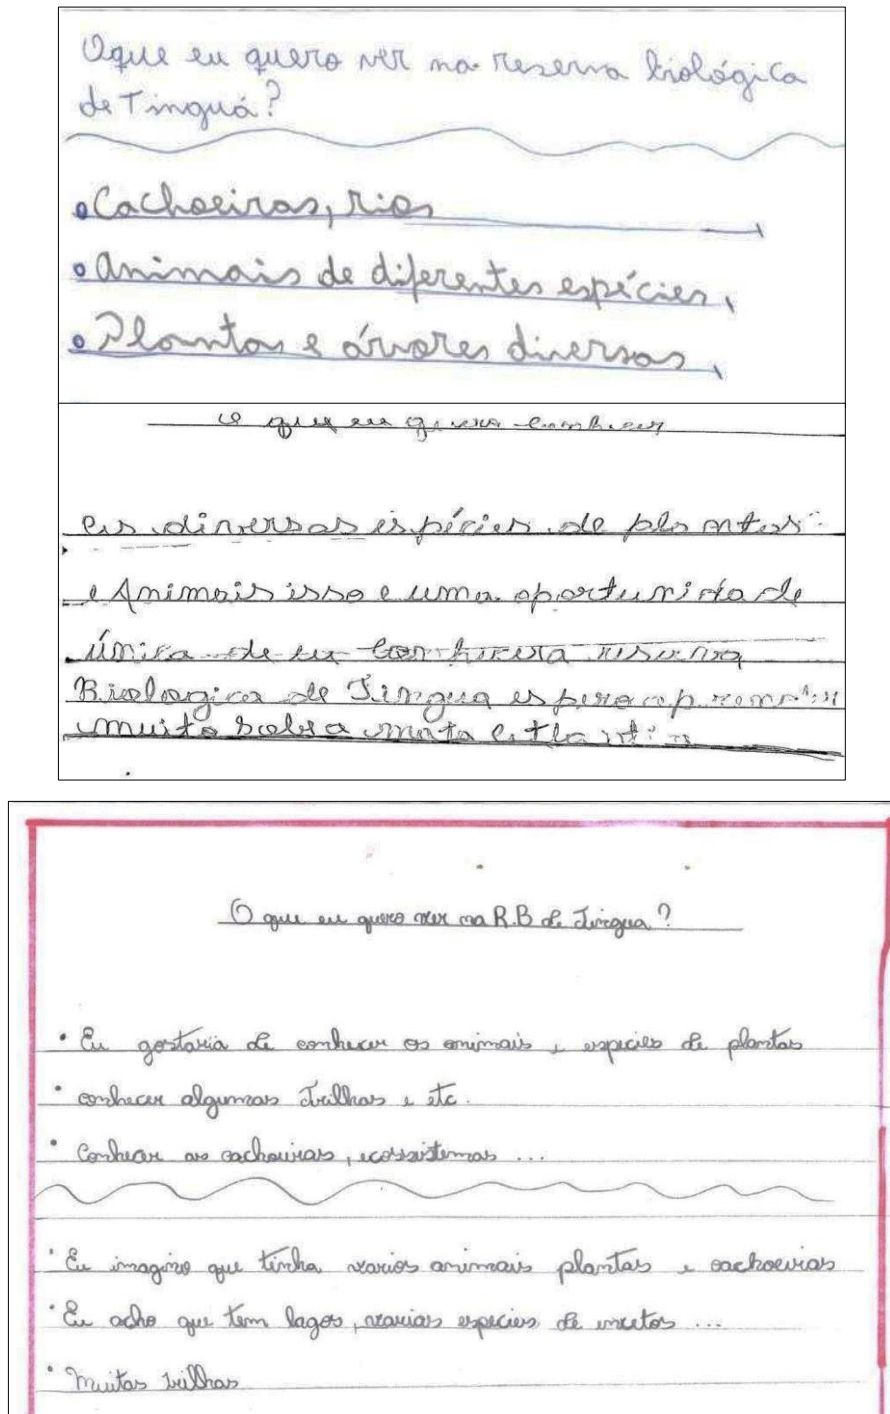 Oque eu quero ver na reserva biológica
de Tinguá?
• Cachoeiras, rios
• Animais de diferentes espécies,
• Plantas e árvores diversas,
o que eu quero conhecer
as diversas espécies de plantas
e Animais isso e uma oportunidade
única de eu conhecer a reserva
Biologica de Tingua espero aprender
muito sobre a mata atlantica
O que eu quero ver na R.B de Tingua?
• Eu gostaria de conhecer os animais e especies de plantas
• conhecer algumas trilhas e etc.
• Conhecer as cachoeiras, ecossistemas ...
• Eu imagino que tinha varios animais plantas e cachoeiras
• Eu acho que tem lagos, varias especies de insetos ...
• Muitas trilhas